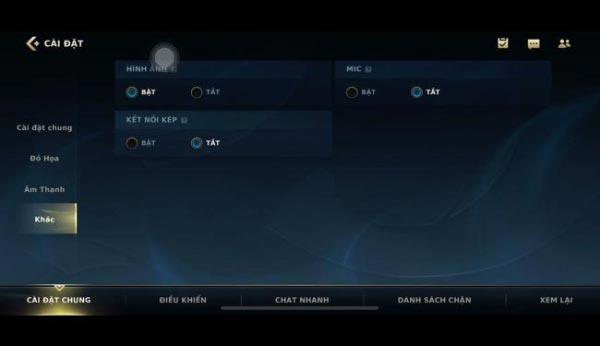 CÀI ĐẶT
HÌNH ẢNH
MIC
BẬT TẮT
BẬT TẮT
KẾT NỐI KÉP
BẬT TẮT
Cài đặt chung
Đồ Họa
Âm Thanh
Khác
CÀI ĐẶT CHUNG
ĐIỀU KHIỂN
CHAT NHANH
DANH SÁCH CHẶN
XEM LẠI